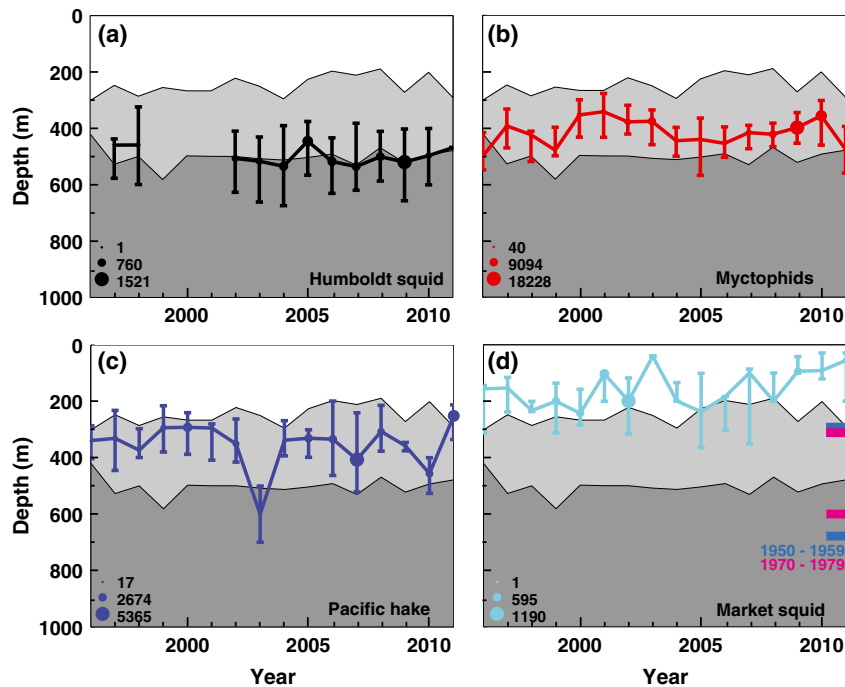 (a)
(b)
0
200
400
600
800
1000
Depth (m)
1
760
1521
Humboldt squid
40
9094
18228
Myctophids
2000
2005
2010
2000
2005
2010
(c)
(d)
0
200
400
600
800
1000
Depth (m)
17
2674
5365
Pacific hake
1
595
1190
Market squid
1950 - 1959
1970 - 1979
2000
2005
2010
2000
2005
2010
Year
Year